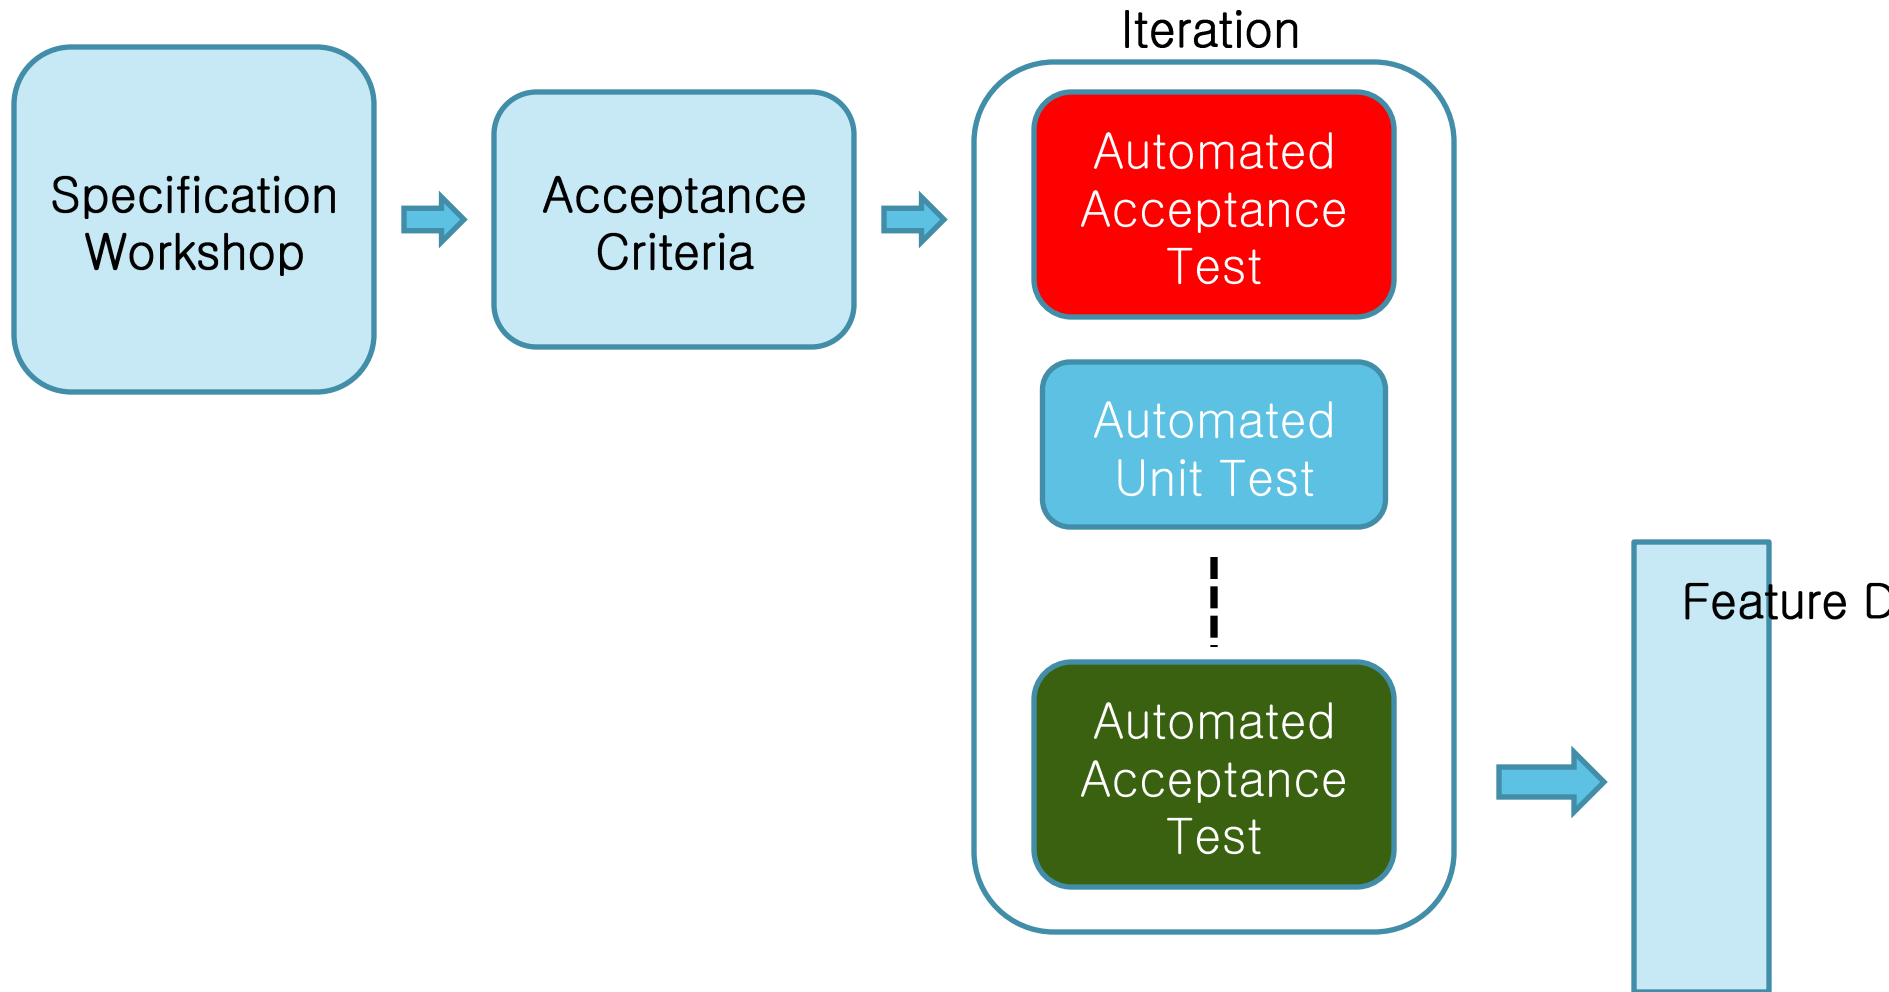 Iteration
Specification
Workshop
Acceptance
Criteria
Automated
Acceptance
Test
Automated
Unit Test
Automated
Acceptance
Test
Feature